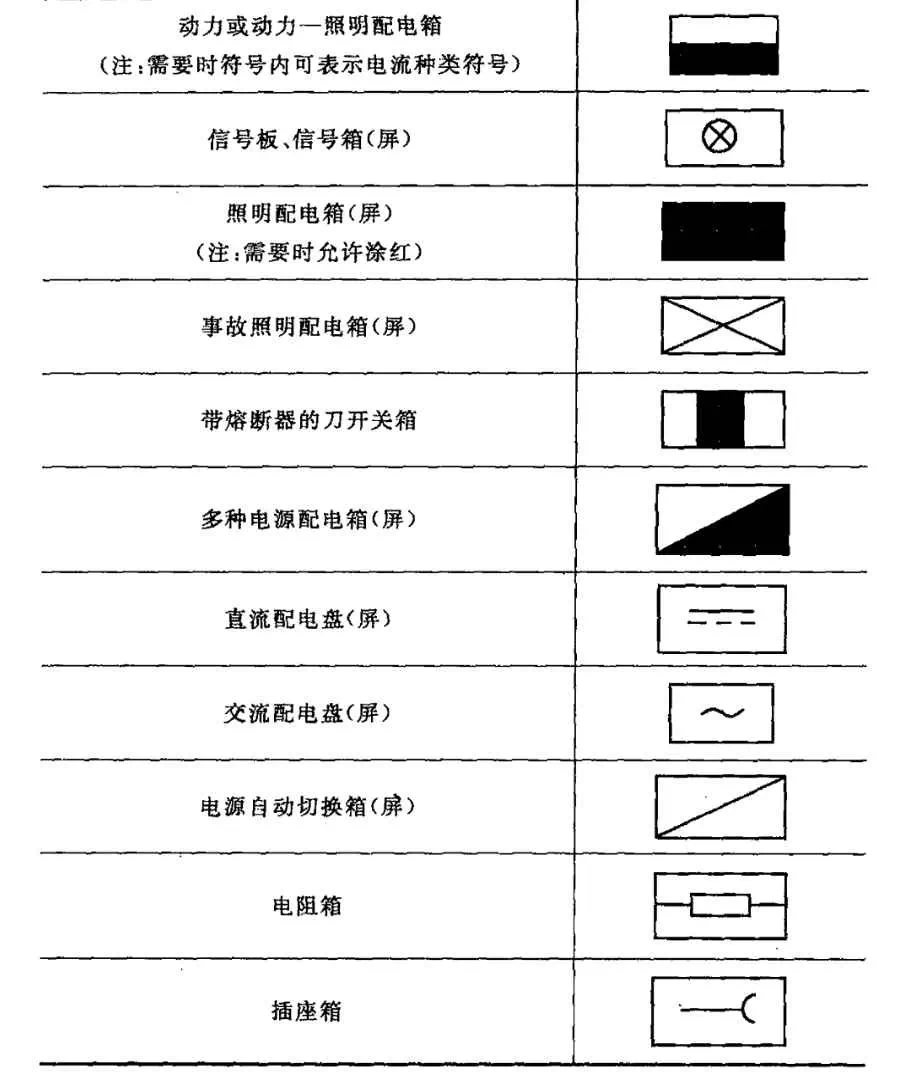 动力或动力—照明配电箱
(注:需要时符号内可表示电流种类符号)
信号板、信号箱(屏)
照明配电箱(屏)
(注:需要时允许涂红)
事故照明配电箱(屏)
带熔断器的刀开关箱
多种电源配电箱(屏)
直流配电盘(屏)
交流配电盘(屏)
电源自动切换箱(屏)
电阻箱
插座箱